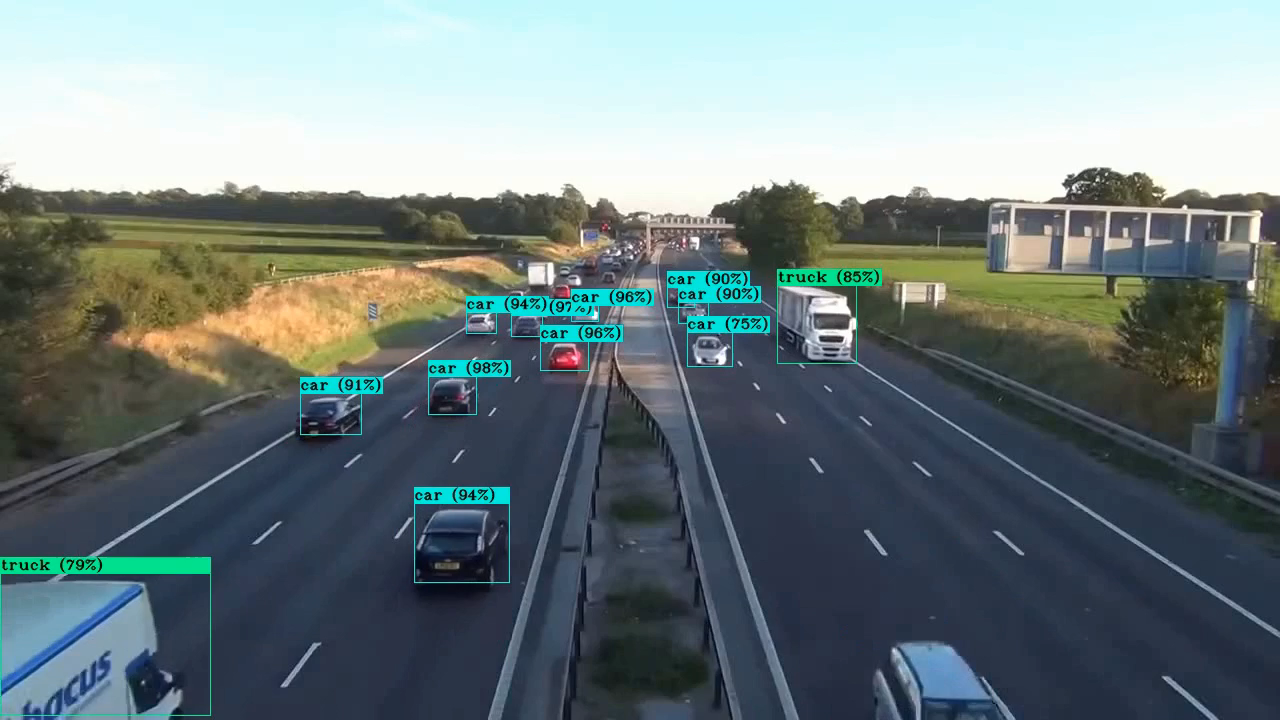 car (90%)
truck (85%)
car (90%)
car (96%)
car (94%)
(97%)
car (75%)
car (96%)
car (98%)
car (91%)
car (94%)
truck (79%)